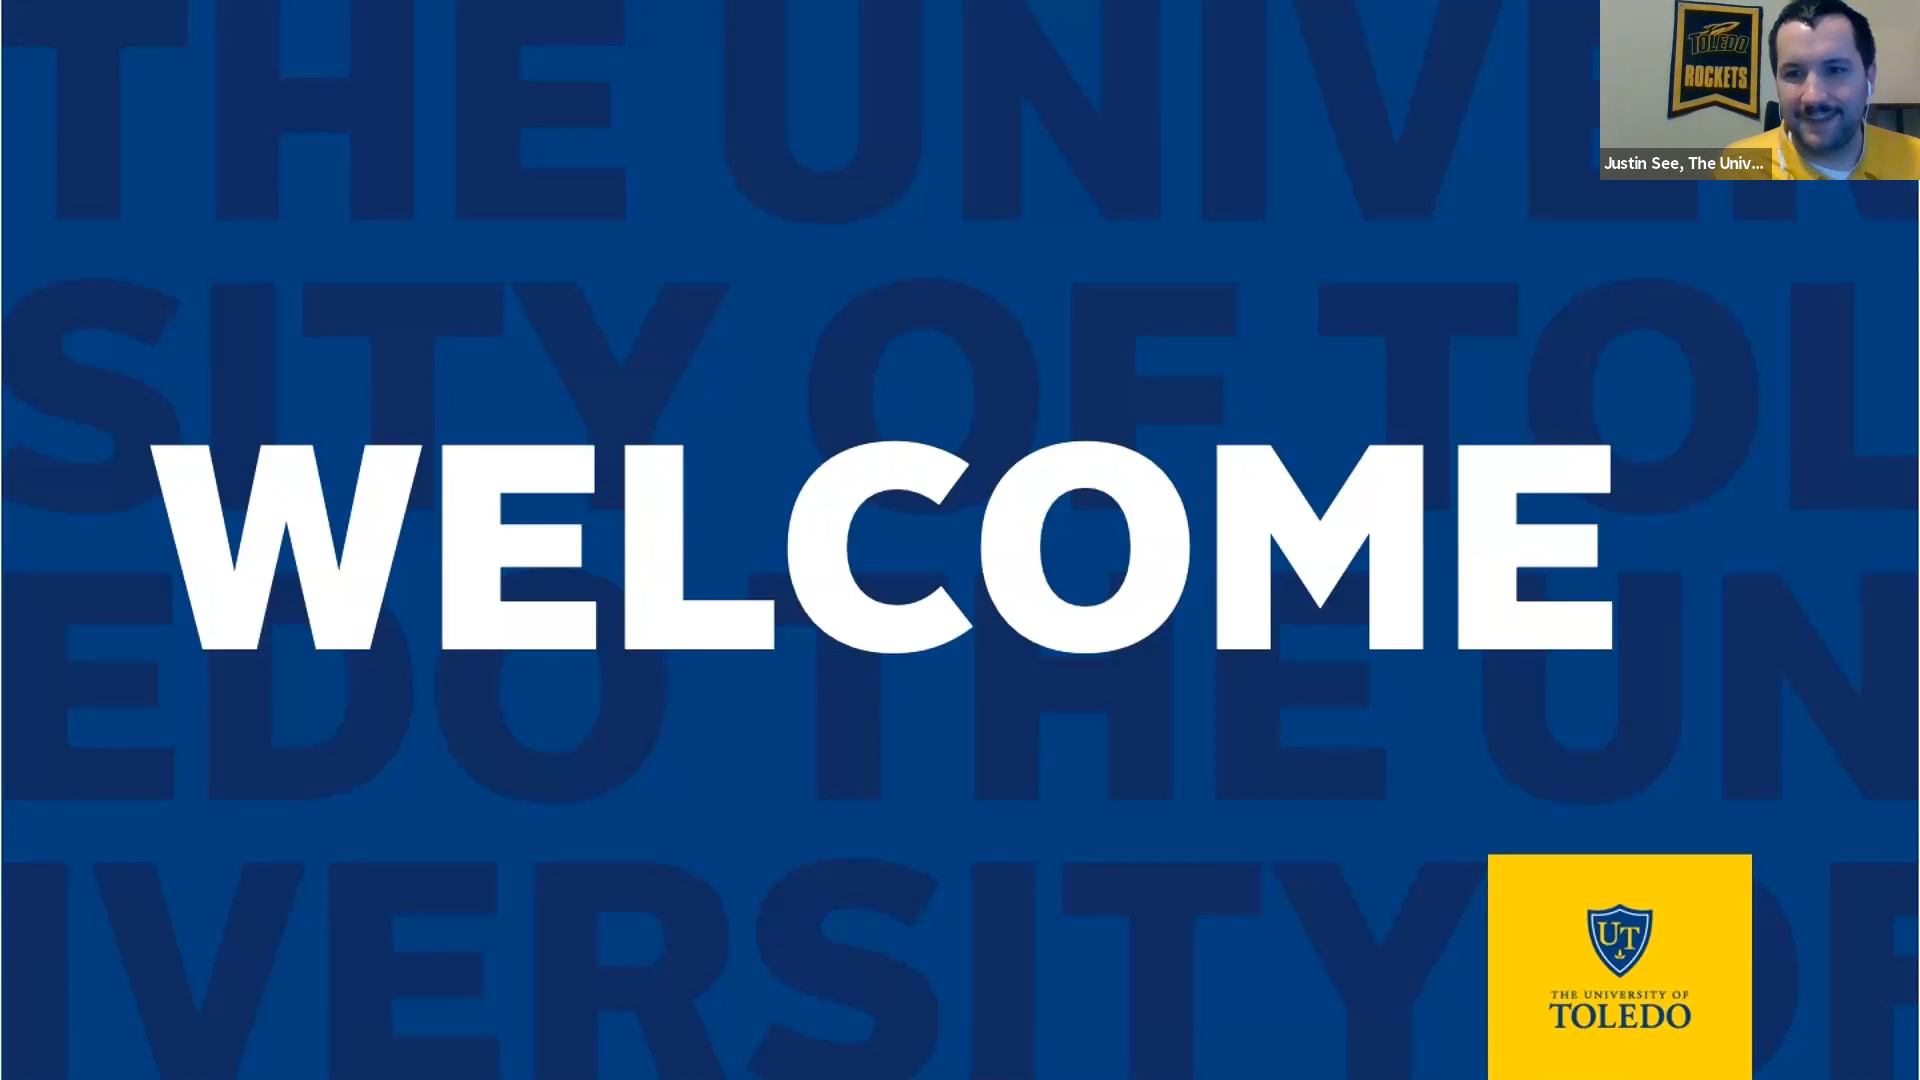 THE UNIVER
SITY OF TOL
EDO THE UN
IVERSITY OF
WELCOME
TOLEDO
ROCKETS
Justin See, The Univ...
UT
THE UNIVERSITY OF
TOLEDO